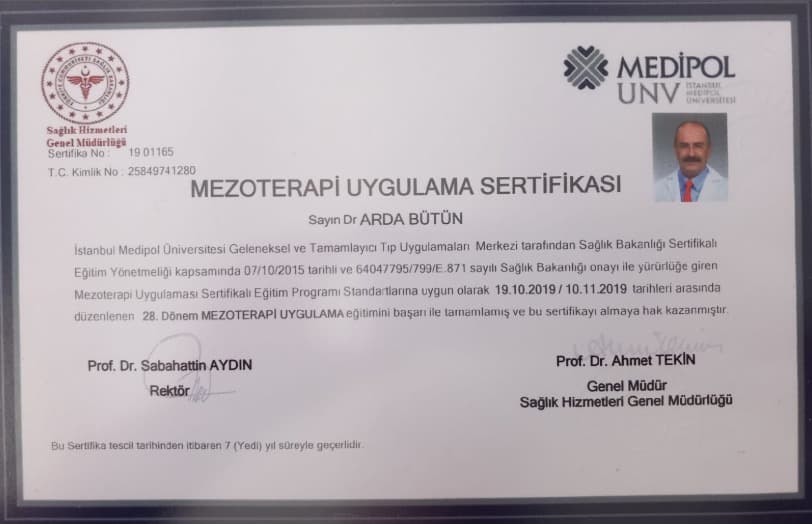 Sağlık Hizmetleri
Genel Müdürlüğü
MEDİPOL
UNV İSTANBUL
MEDİPOL
ÜNİVERSİTESİ
Sertifika No : 19 01165
T.C. Kimlik No : 25849741280
MEZOTERAPİ UYGULAMA SERTİFİKASI
Sayın Dr ARDA BÜTÜN
İstanbul Medipol Üniversitesi Geleneksel ve Tamamlayıcı Tıp Uygulamaları Merkezi tarafından Sağlık Bakanlığı Sertifikalı
Eğitim Yönetmeliği kapsamında 07/10/2015 tarihli ve 64047795/799/E.871 sayılı Sağlık Bakanlığı onayı ile yürürlüğe giren
Mezoterapi Uygulaması Sertifikalı Eğitim Programı Standartlarına uygun olarak 19.10.2019 / 10.11.2019 tarihleri arasında
düzenlenen 28. Dönem MEZOTERAPİ UYGULAMA eğitimini başarı ile tamamlamış ve bu sertifikayı almaya hak kazanmıştır.
Prof. Dr. Sabahattin AYDIN
Rektör
Prof. Dr. Ahmet TEKİN
Genel Müdür
Sağlık Hizmetleri Genel Müdürlüğü
Bu Sertifika tescil tarihinden itibaren 7 (Yedi) yıl süreyle geçerlidir.